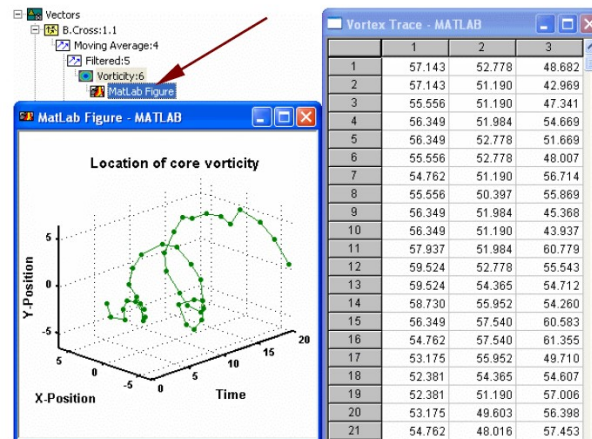 Vectors
B.Cross:1.1
Moving Average:4
Filtered:5
Vorticity:6
MatLab Figure
MatLab Figure - MATLAB
Location of core vorticity
Y-Position
5
0
-5
5
0
-5
X-Position
0
5
10
15
20
Time
Vortex Trace - MATLAB
1 2 3
1 57.143 52.778 48.682
2 57.143 51.190 42.969
3 55.556 51.190 47.341
4 56.349 51.984 54.669
5 56.349 52.778 51.669
6 55.556 52.778 48.007
7 54.762 51.190 56.714
8 55.556 50.397 55.869
9 56.349 51.984 45.368
10 56.349 51.190 43.937
11 57.937 51.984 60.779
12 59.524 52.778 55.543
13 59.524 54.365 54.712
14 58.730 55.952 54.260
15 56.349 57.540 60.583
16 54.762 57.540 61.355
17 53.175 55.952 49.710
18 52.381 54.365 54.607
19 52.381 51.190 57.006
20 53.175 49.603 56.398
21 54.762 48.016 57.453